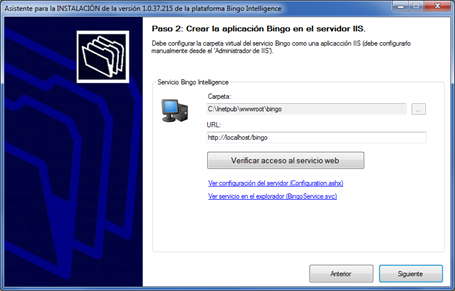 Asistente para la INSTALACIÓN de la versión 1.0.37.215 de la plataforma Bingo Intelligence
Paso 2: Crear la aplicación Bingo en el servidor IIS.
Debe configurar la carpeta virtual del servicio Bingo como una aplicación IIS (debe configurarlo
manualmente desde el 'Administrador de IIS').
Servicio Bingo Intelligence
Carpeta:
C:\Inetpub\wwwroot\bingo
...
URL:
http://localhost/bingo
Verificar acceso al servicio web
Ver configuración del servidor (Configuration.ashx)
Ver servicio en el explorador (BingoService.svc)
Anterior
Siguiente